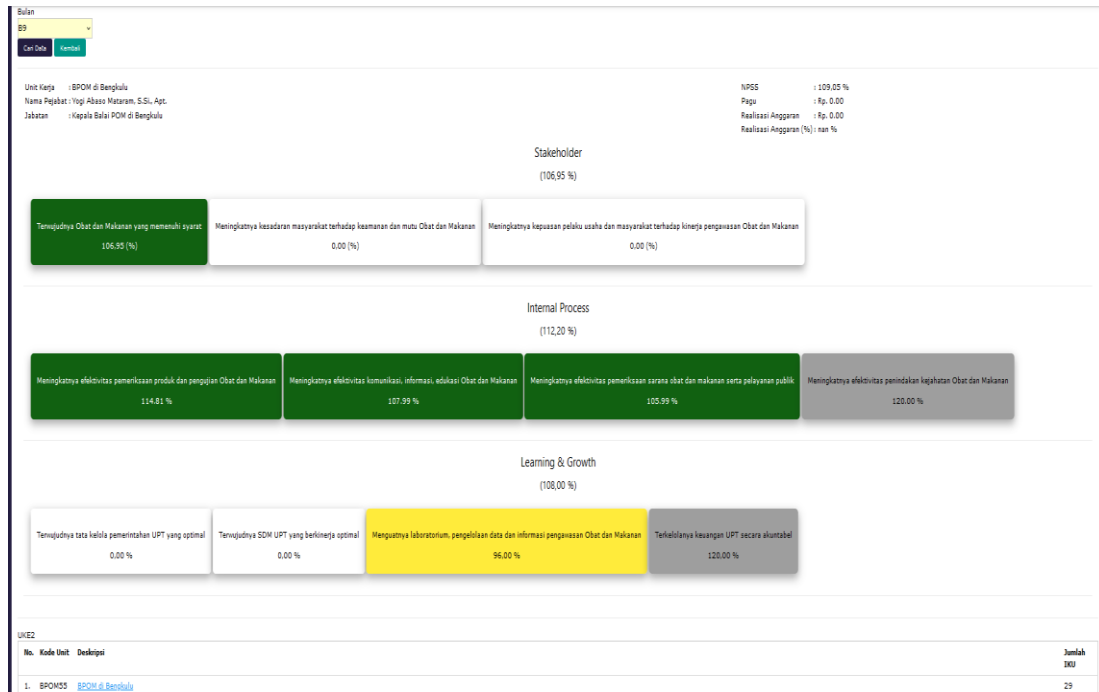 Bulan
B9
Cari Data Kembali
Unit Kerja : BPOM di Bengkulu
Nama Pejabat : Yogi Abaso Mataram, S.Si., Apt.
Jabatan : Kepala Balai POM di Bengkulu
NPSS : 109,05 %
Pagu : Rp. 0.00
Realisasi Anggaran : Rp. 0.00
Realisasi Anggaran (%) : nan %
Stakeholder
(106,95 %)
Terwujudnya Obat dan Makanan yang memenuhi syarat
106,95 (%)
Meningkatnya kesadaran masyarakat terhadap keamanan dan mutu Obat dan Makanan
0,00 (%)
Meningkatnya kepuasan pelaku usaha dan masyarakat terhadap kinerja pengawasan Obat dan Makanan
0,00 (%)
Internal Process
(112,20 %)
Meningkatnya efektivitas pemeriksaan produk dan pengujian Obat dan Makanan
114.81 %
Meningkatnya efektivitas komunikasi, informasi, edukasi Obat dan Makanan
107.99 %
Meningkatnya efektivitas pemeriksaan sarana obat dan makanan serta pelayanan publik
105.99 %
Meningkatnya efektivitas penindakan kejahatan Obat dan Makanan
120.00 %
Learning & Growth
(108,00 %)
Terwujudnya tata kelola pemerintahan UPT yang optimal
0,00 %
Terwujudnya SDM UPT yang berkinerja optimal
0,00 %
Menguatnya laboratorium, pengelolaan data dan informasi pengawasan Obat dan Makanan
96.00 %
Terkelolanya keuangan UPT secara akuntabel
120.00 %
UKE2
No. Kode Unit Deskripsi Jumlah
IKU
1. BPOM55 BPOM di Bengkulu 29